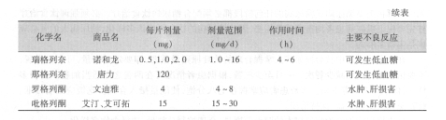 续表
化学名 商品名 每片剂量（mg） 剂量范围（mg/d） 作用时间（h） 主要不良反应
瑞格列奈 诺和龙 0.5,1.0,2.0 1.0~16 4~6 可发生低血糖
那格列奈 唐力 120 可发生低血糖
罗格列酮 文迪雅 4 4~8 水肿、肝损害
吡格列酮 艾汀、艾可拓 15 15~30 水肿、肝损害